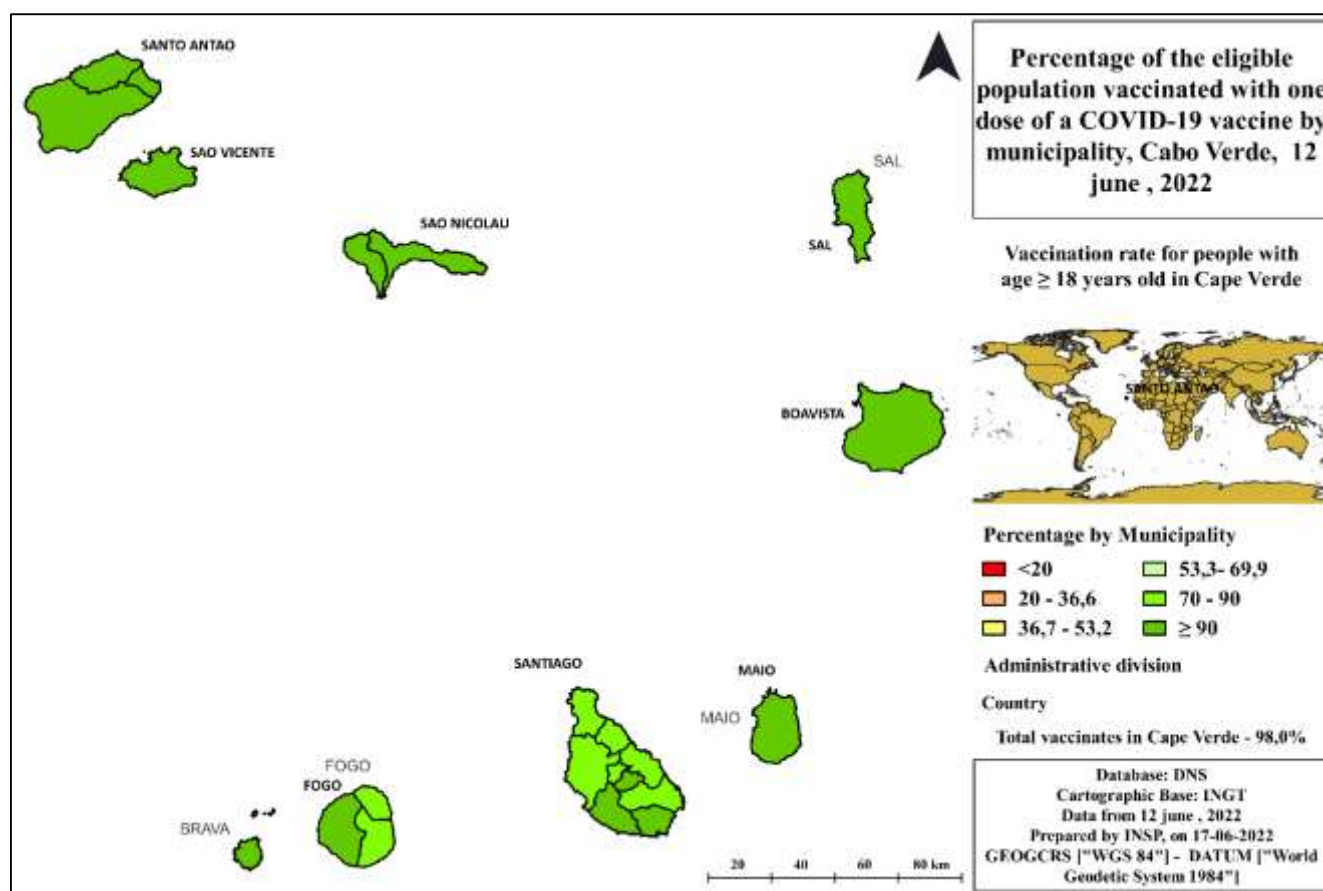 SANTO ANTAO
SAO VICENTE
SAO NICOLAU
SAL
SAL
BOAVISTA
SANTIAGO
MAIO
MAIO
FOGO
FOGO
BRAVA
20 40 60 80 km
Percentage of the eligible
population vaccinated with one
dose of a COVID-19 vaccine by
municipality, Cabo Verde, 12
june , 2022
Vaccination rate for people with
age ≥ 18 years old in Cape Verde
SANTO ANTAO
Percentage by Municipality
<20
20 - 36,6
36,7 - 53,2
53,3- 69,9
70 - 90
≥ 90
Administrative division
Country
Total vaccinates in Cape Verde - 98,0%
Database: DNS
Cartographic Base: INGT
Data from 12 june , 2022
Prepared by INSP, on 17-06-2022
GEOGCRS ["WGS 84"] - DATUM ["World
Geodetic System 1984"]